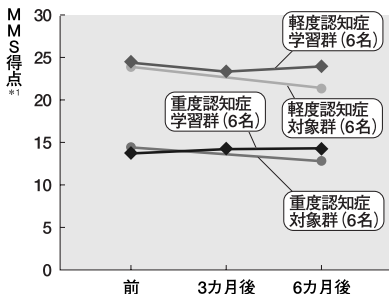 MMS得点
*1
30
25
20
15
10
5
0
軽度認知症
学習群（6名）
重度認知症
学習群（6名）
軽度認知症
対象群（6名）
重度認知症
対象群（6名）
前
3カ月後
6カ月後